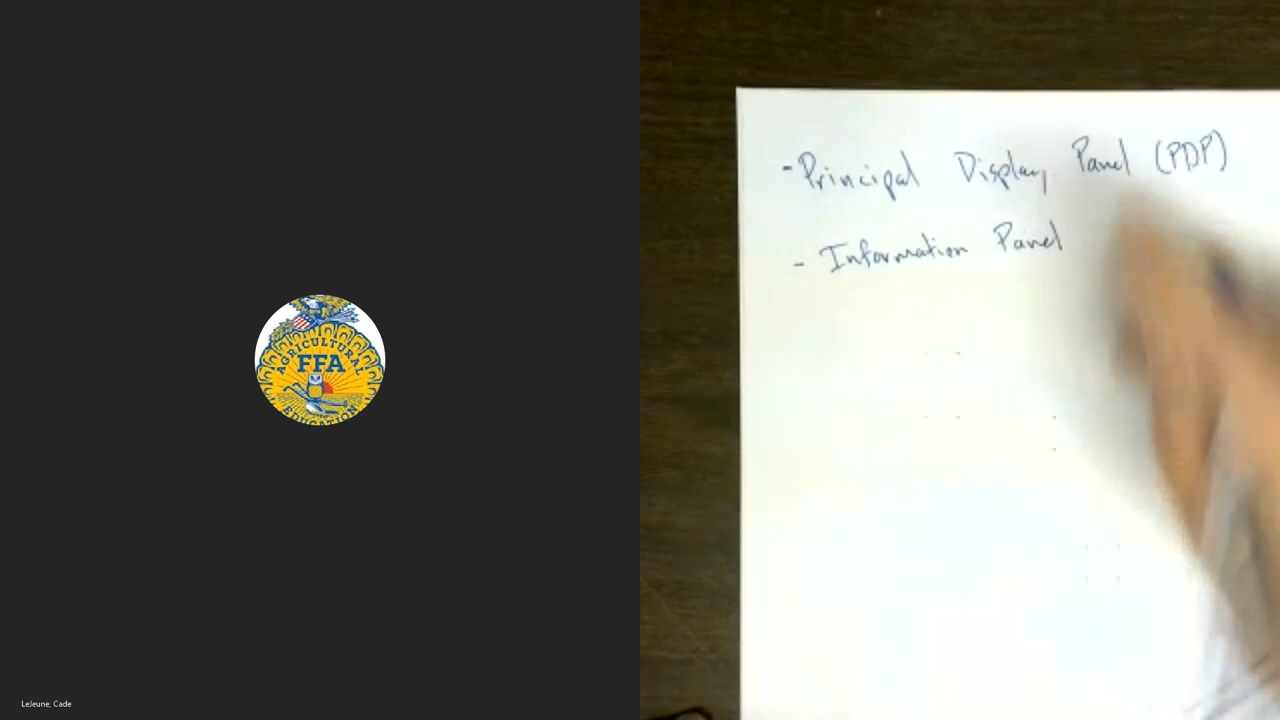 AGRICULTURAL
FFA
EDUCATION
LeJeune, Cade
- Principal Display Panel (PDP)
- Information Panel